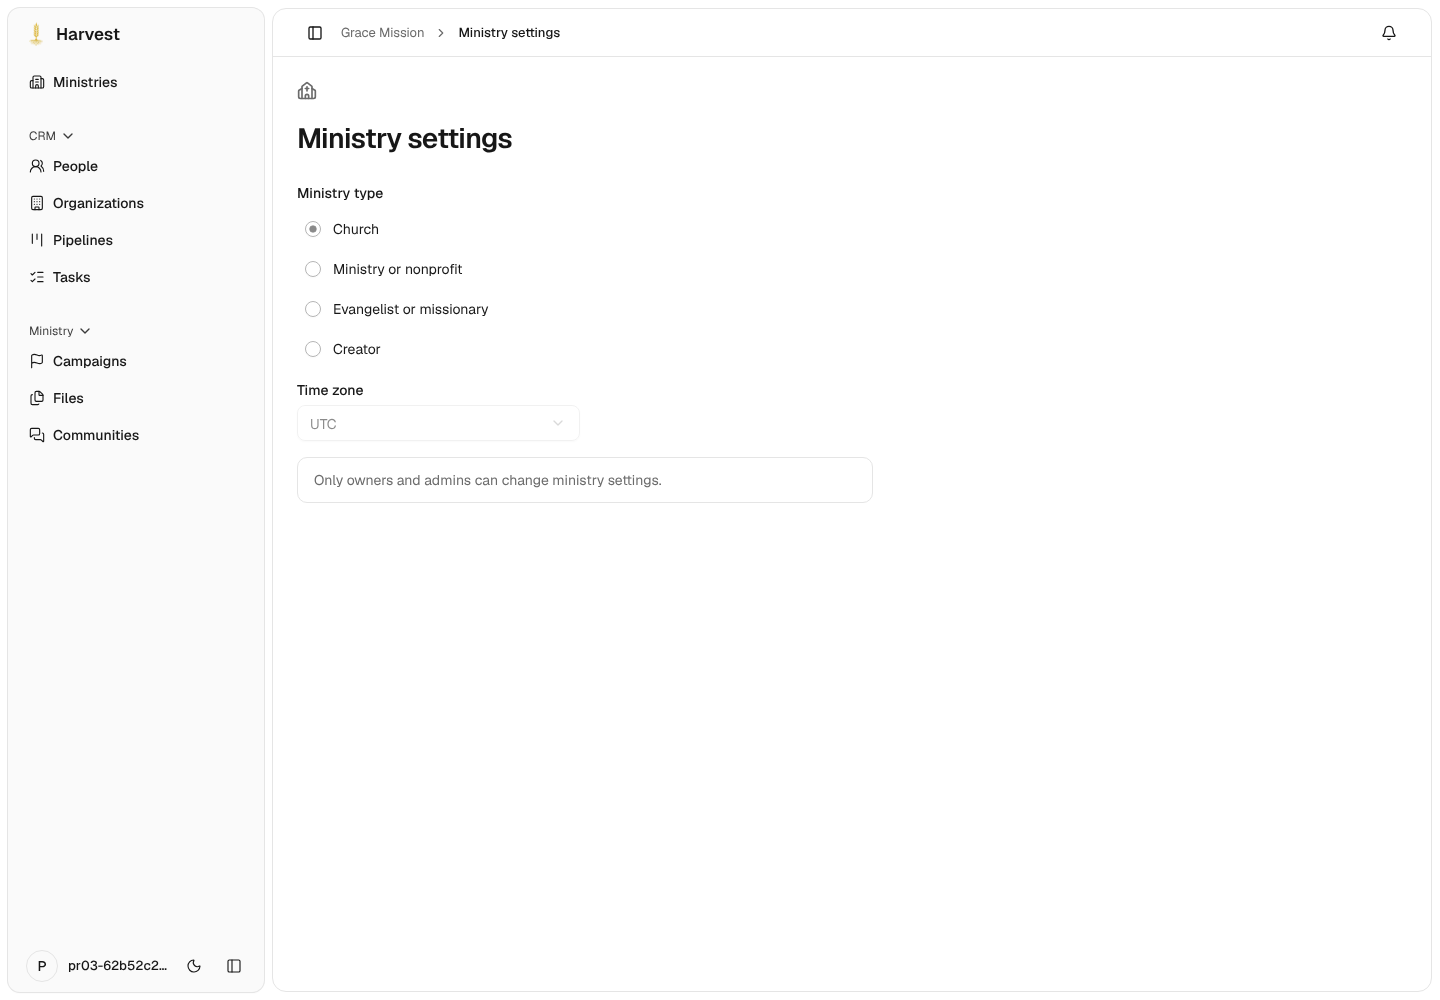 Harvest
Ministries
CRM
People
Organizations
Pipelines
Tasks
Ministry
Campaigns
Files
Communities
P
pr03-62b52c2...
Grace Mission > Ministry settings
Ministry settings
Ministry type
Church
Ministry or nonprofit
Evangelist or missionary
Creator
Time zone
UTC
Only owners and admins can change ministry settings.